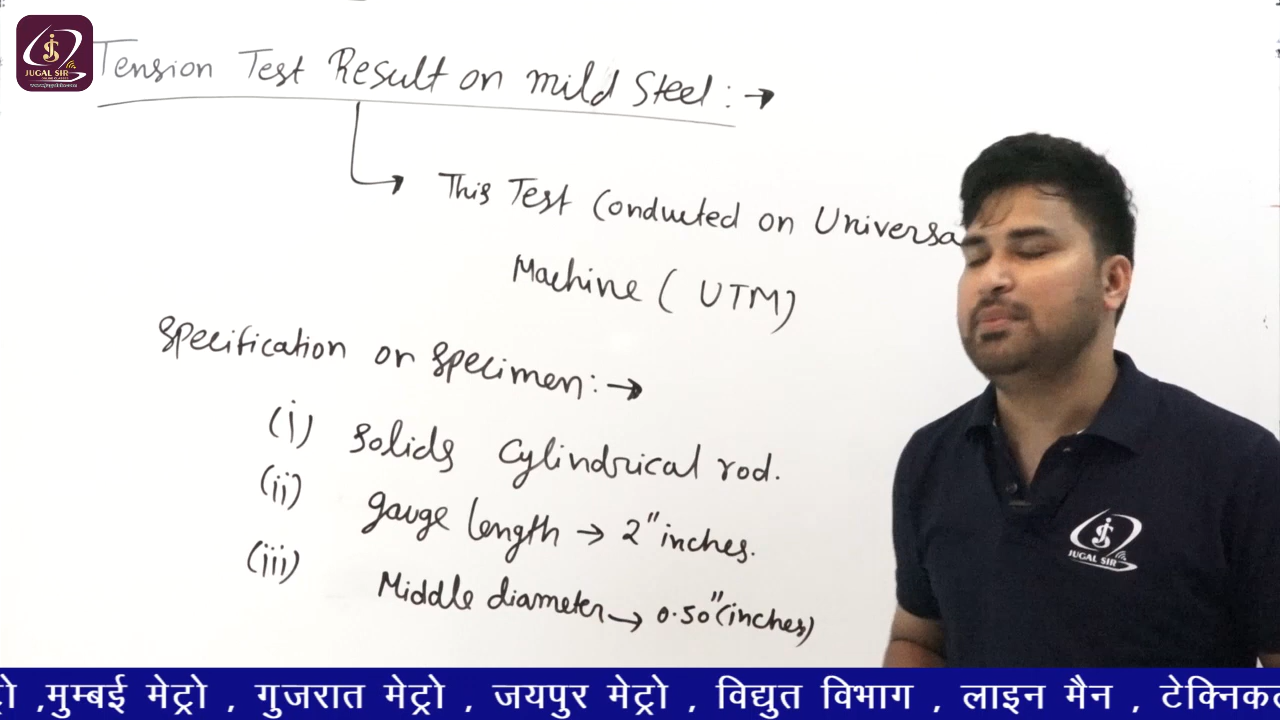 JUGAL SIR
Tension Test Result on mild Steel : →
This Test Conducted on Universa
Machine ( UTM)
Specification or specimen: →
(i) Solids Cylindrical rod.
(ii) gauge length → 2" inches.
(iii) Middle diameter → 0.50" (inches)
JUGAL SIR
,मुम्बई मेट्रो , गुजरात मेट्रो , जयपुर मेट्रो , विद्युत विभाग , लाइन मैन ,